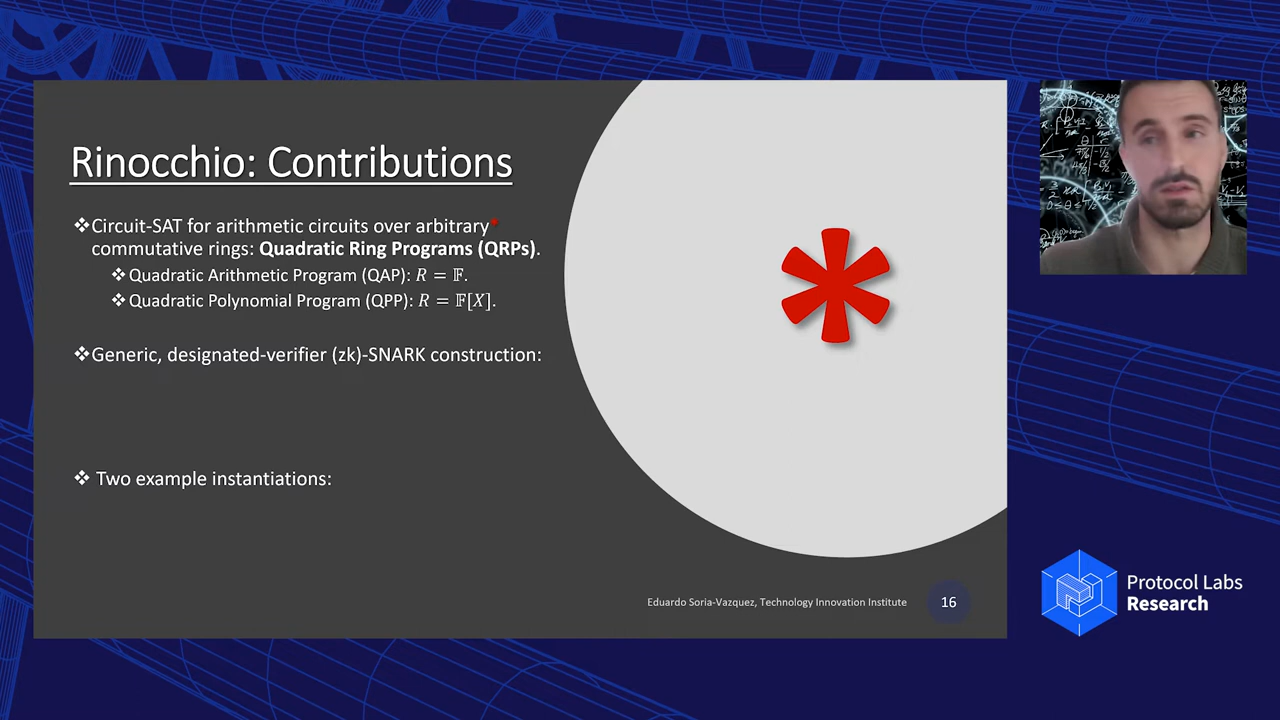 Rinocchio: Contributions
❖Circuit-SAT for arithmetic circuits over arbitrary*
commutative rings: Quadratic Ring Programs (QRPs).
❖Quadratic Arithmetic Program (QAP): R = 𝔽.
❖Quadratic Polynomial Program (QPP): R = 𝔽[X].
❖Generic, designated-verifier (zk)-SNARK construction:
❖ Two example instantiations:
*
Eduardo Soria-Vazquez, Technology Innovation Institute
16
Protocol Labs
Research